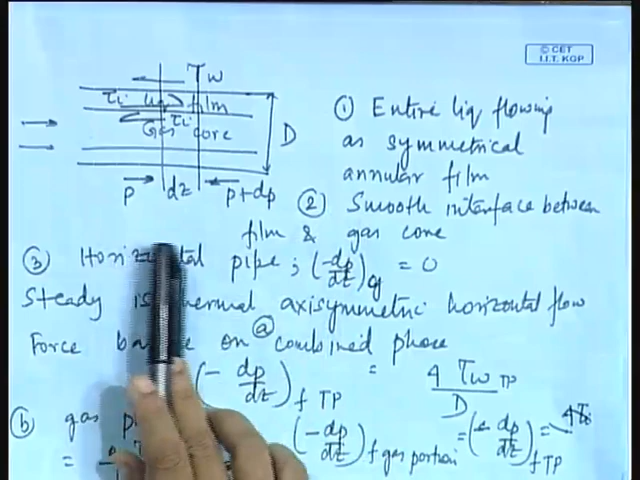 © CET
I.I.T. KGP
τw
τi liq film
τi
Gas core
D
p dz p + dp
① Entire liq flowing
as symmetrical
annular film
② Smooth interface between
film & gas core
③ Horizontal pipe; (-dp/dz)g = 0
Steady isothermal axisymmetric horizontal flow
Force balance on ⓐ combined phase
(-dp/dz)f TP = 4 τw TP / D
ⓑ gas
(-dp/dz)f gas portion = (-dp/dz)f TP =
=